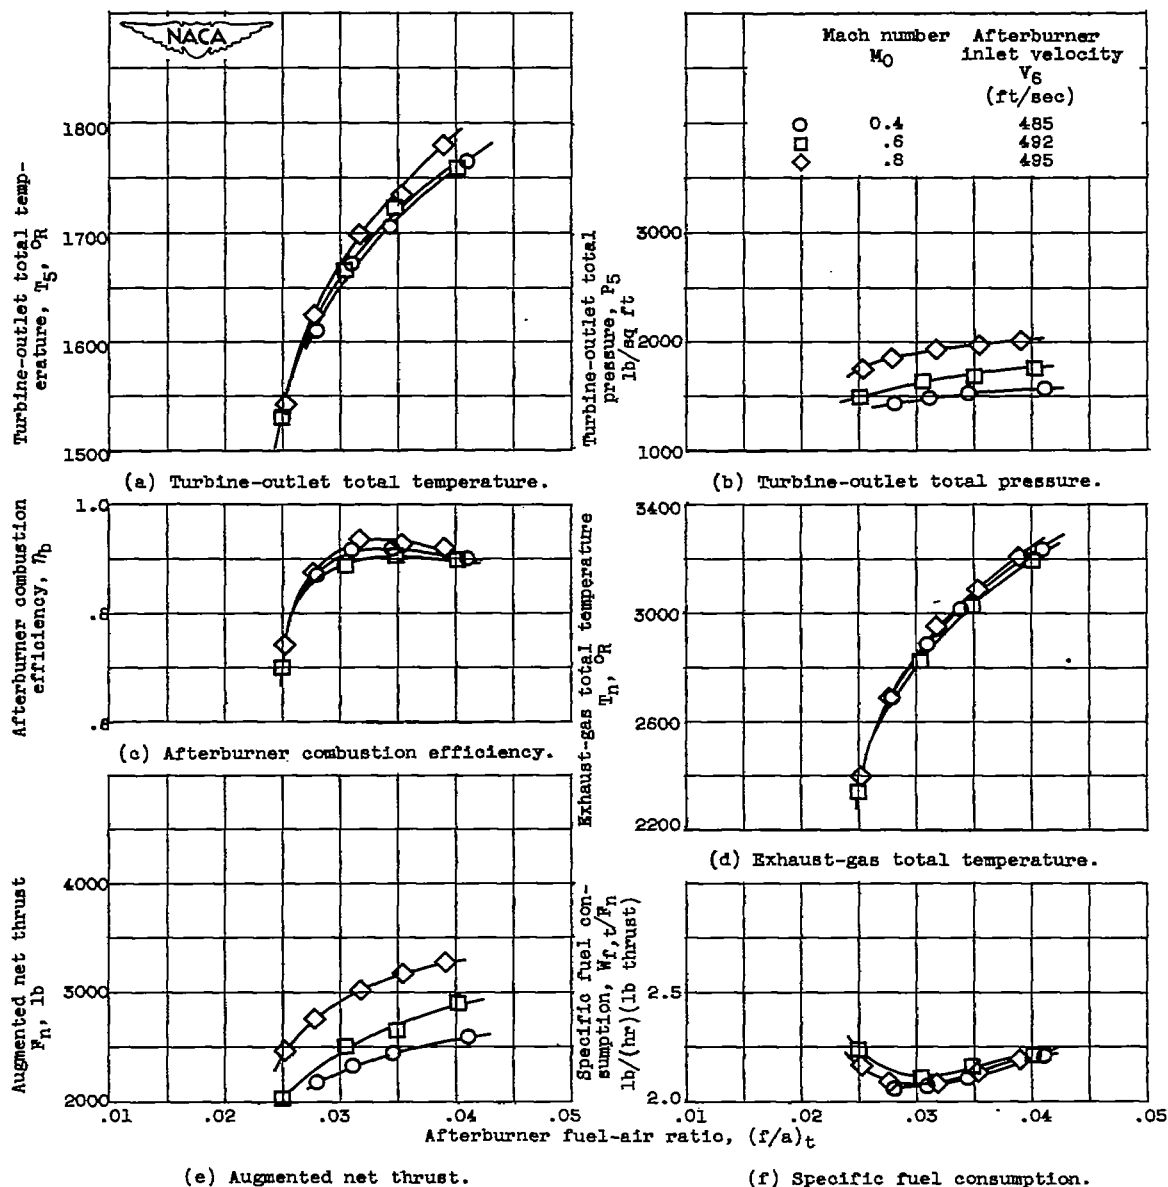 NACA
Mach number Afterburner
M0 inlet velocity
V6
(ft/sec)
0.4 485
.6 492
.8 495
Turbine-outlet total temp-
erature, T5, °R
1800
1700
1600
1500
Turbine-outlet total
pressure, P5
lb/sq ft
3000
2000
1000
(a) Turbine-outlet total temperature.
(b) Turbine-outlet total pressure.
Afterburner combustion
efficiency, ηb
1.0
.8
.6
Exhaust-gas total temperature
Tn, °R
3400
3000
2600
2200
(c) Afterburner combustion efficiency.
(d) Exhaust-gas total temperature.
Augmented net thrust
Fn, lb
4000
3000
2000
Specific fuel con-
sumption, Wf,t/Fn
lb/(hr)(lb thrust)
2.5
2.0
.01 .02 .03 .04 .05
.01 .02 .03 .04 .05
Afterburner fuel-air ratio, (f/a)t
(e) Augmented net thrust.
(f) Specific fuel consumption.